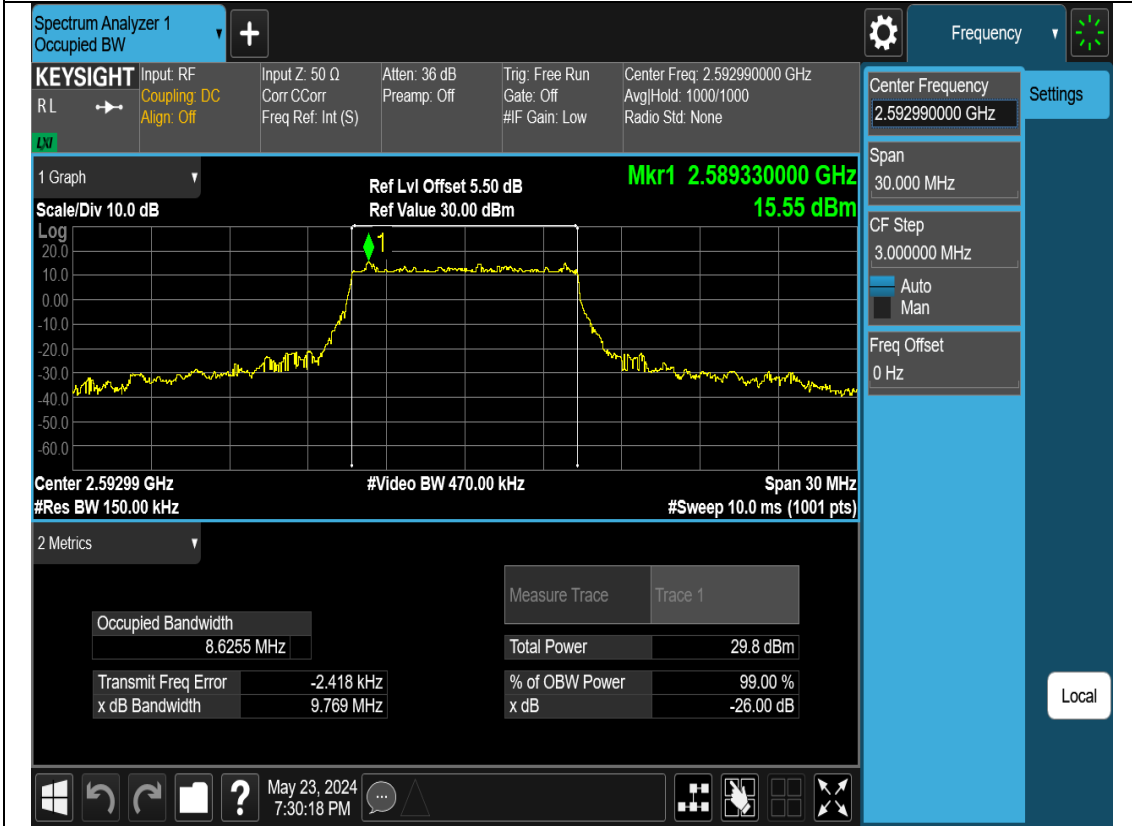 Spectrum Analyzer 1
Occupied BW
+
Frequency
KEYSIGHT
R L
LXI
Input: RF
Coupling: DC
Align: Off
Input Z: 50 Ω
Corr CCorr
Freq Ref: Int (S)
Atten: 36 dB
Preamp: Off
Trig: Free Run
Gate: Off
#IF Gain: Low
Center Freq: 2.592990000 GHz
Avg|Hold: 1000/1000
Radio Std: None
Center Frequency
2.592990000 GHz
Settings
Span
30.000 MHz
CF Step
3.000000 MHz
Auto
Man
Freq Offset
0 Hz
Local
1 Graph
Scale/Div 10.0 dB
Ref Lvl Offset 5.50 dB
Ref Value 30.00 dBm
Mkr1 2.589330000 GHz
15.55 dBm
Log
20.0
10.0
0.00
-10.0
-20.0
-30.0
-40.0
-50.0
-60.0
1
Center 2.59299 GHz
#Video BW 470.00 kHz
Span 30 MHz
#Res BW 150.00 kHz
#Sweep 10.0 ms (1001 pts)
2 Metrics
Measure Trace Trace 1
Occupied Bandwidth
8.6255 MHz
Total Power 29.8 dBm
Transmit Freq Error -2.418 kHz
% of OBW Power 99.00 %
x dB Bandwidth 9.769 MHz
x dB -26.00 dB
?
May 23, 2024
7:30:18 PM